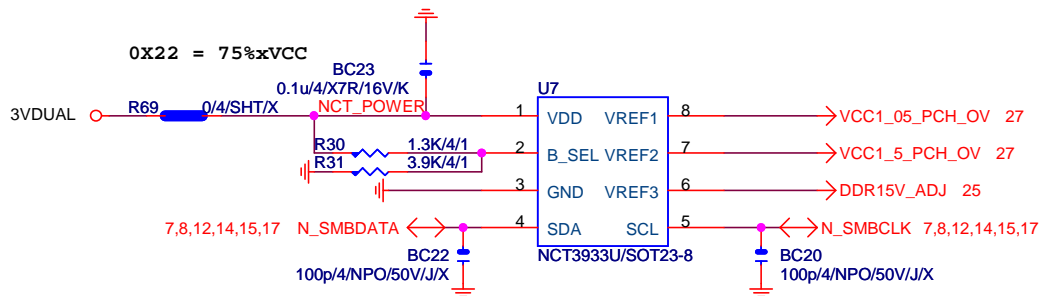 0X22 = 75%xVCC
BC23
0.1u/4/X7R/16V/K
3VDUAL
R69
0/4/SHT/X
NCT_POWER
R30
1.3K/4/1
R31
3.9K/4/1
U7
1 VDD VREF1 8
VCC1_05_PCH_OV 27
2 B_SEL VREF2 7
VCC1_5_PCH_OV 27
3 GND VREF3 6
DDR15V_ADJ 25
7,8,12,14,15,17 N_SMBDATA
4 SDA SCL 5
N_SMBCLK 7,8,12,14,15,17
NCT3933U/SOT23-8
BC22
100p/4/NPO/50V/J/X
BC20
100p/4/NPO/50V/J/X